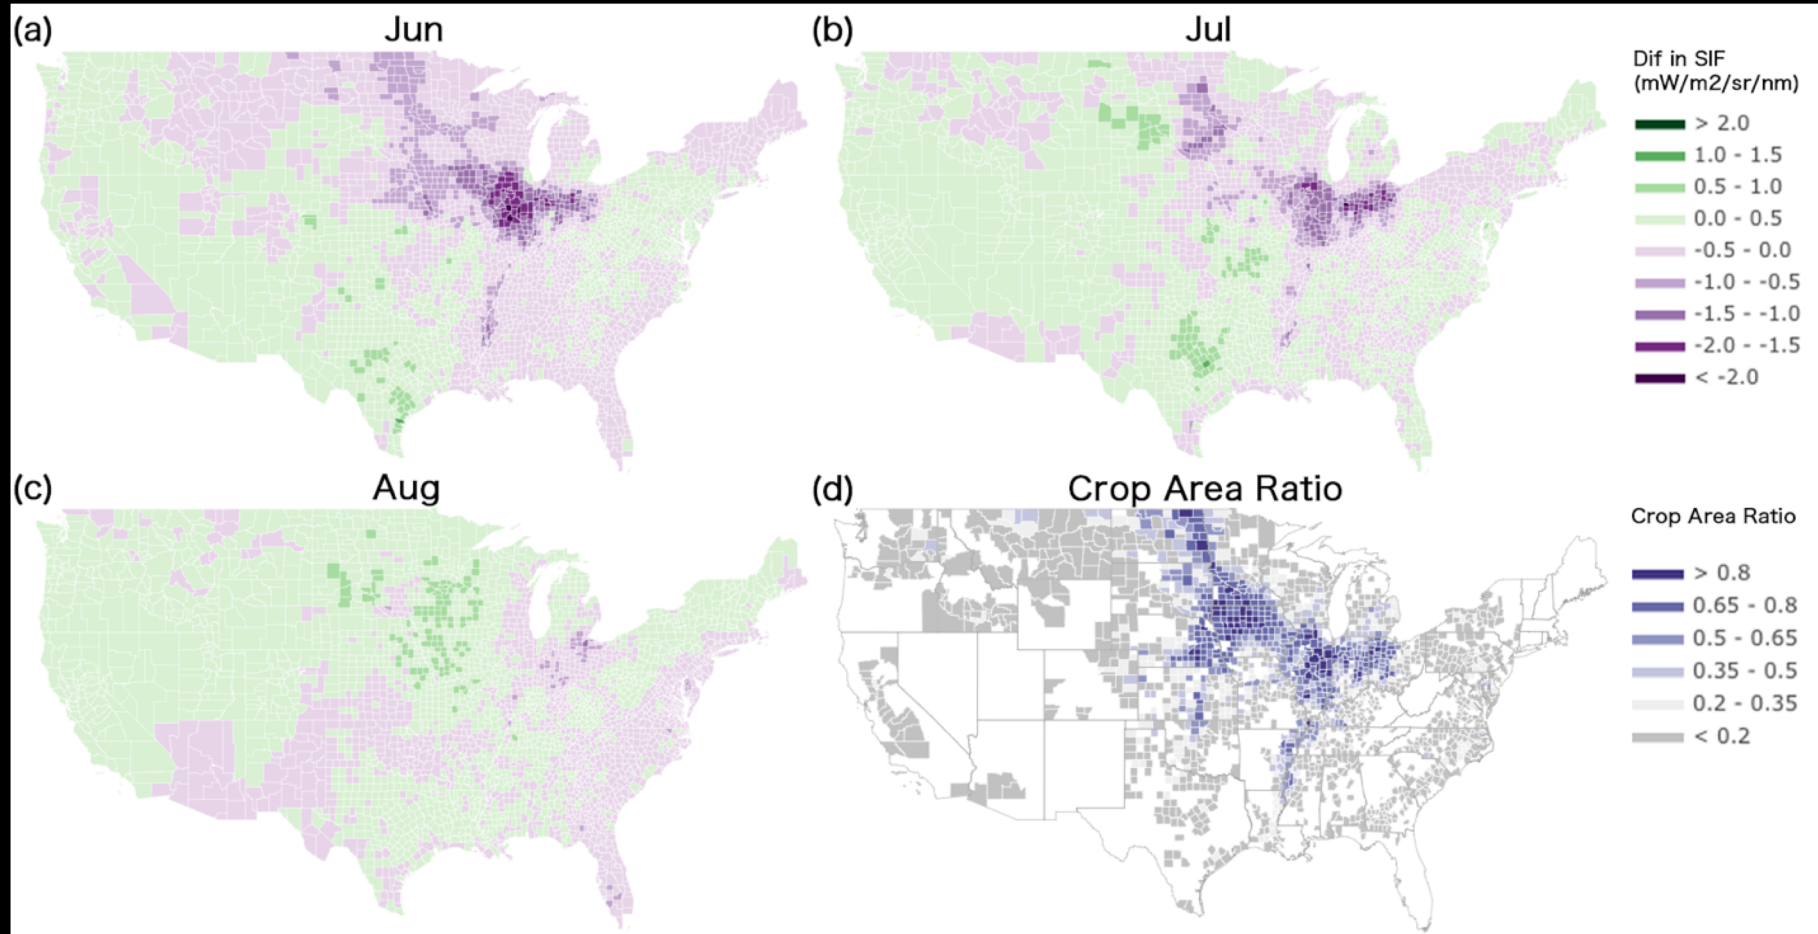 (a) Jun
(b) Jul
Dif in SIF
(mW/m2/sr/nm)
> 2.0
1.0 - 1.5
0.5 - 1.0
0.0 - 0.5
-0.5 - 0.0
-1.0 - -0.5
-1.5 - -1.0
-2.0 - -1.5
< -2.0
(c) Aug
(d) Crop Area Ratio
Crop Area Ratio
> 0.8
0.65 - 0.8
0.5 - 0.65
0.35 - 0.5
0.2 - 0.35
< 0.2